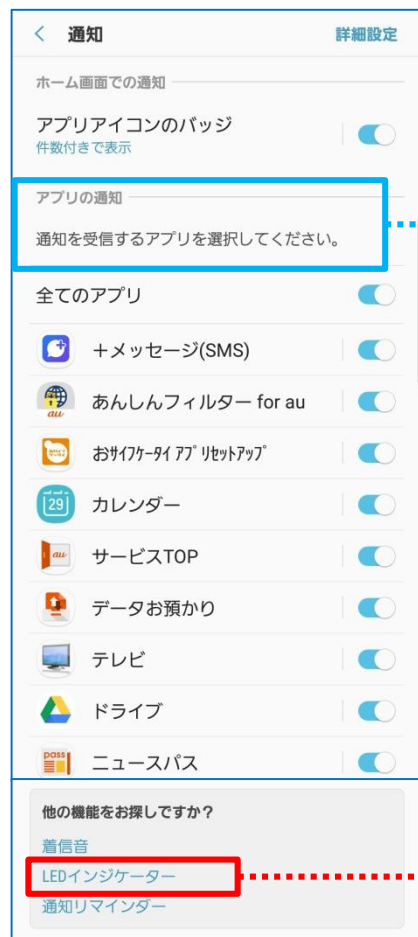 通知 詳細設定
ホーム画面での通知
アプリアイコンのバッジ
件数付きで表示
アプリの通知
通知を受信するアプリを選択してください。
全てのアプリ
+メッセージ(SMS)
au あんしんフィルター for au
おサイフケータイ アプリセットアップ
29 カレンダー
au サービスTOP
データお預かり
テレビ
ドライブ
pass ニュースパス
他の機能をお探しですか？
着信音
LEDインジケーター
通知リマインダー